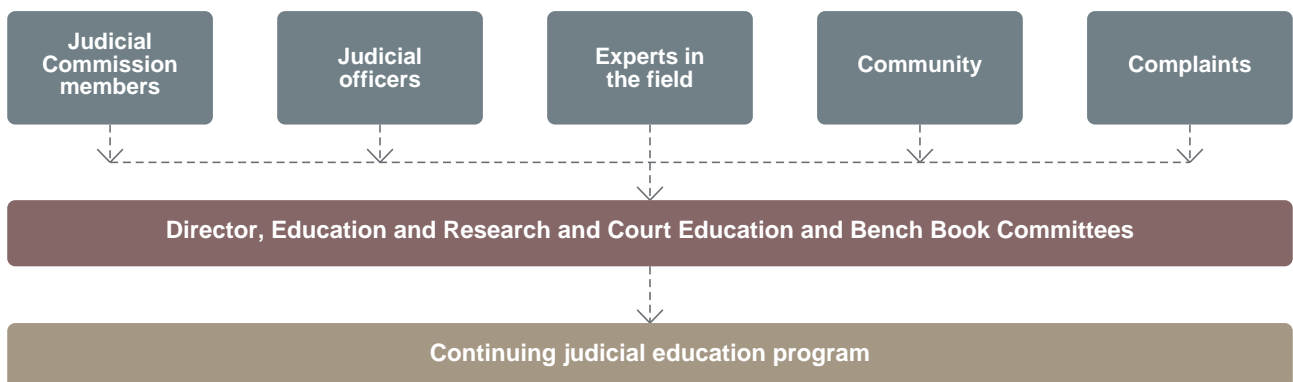 Judicial
Commission
members
Judicial
officers
Experts in
the field
Community
Complaints
Director, Education and Research and Court Education and Bench Book Committees
Continuing judicial education program